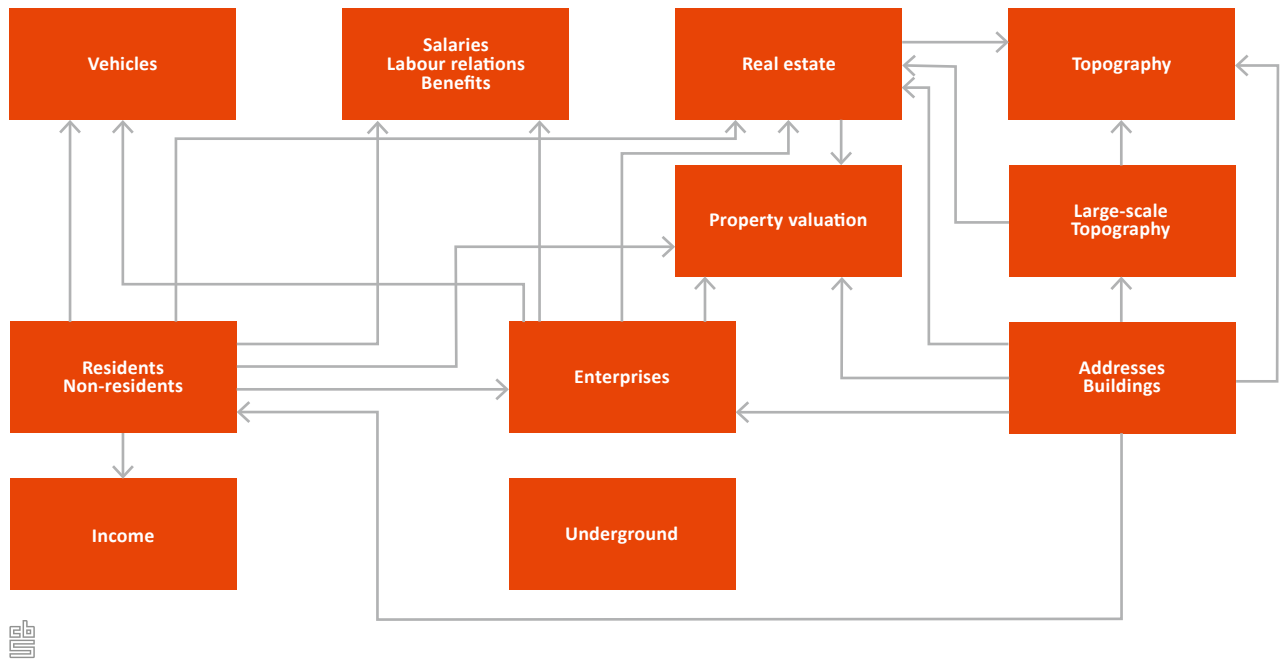 Vehicles
Salaries
Labour relations
Benefits
Real estate
Topography
Property valuation
Large-scale
Topography
Residents
Non-residents
Enterprises
Addresses
Buildings
Income
Underground
cbs